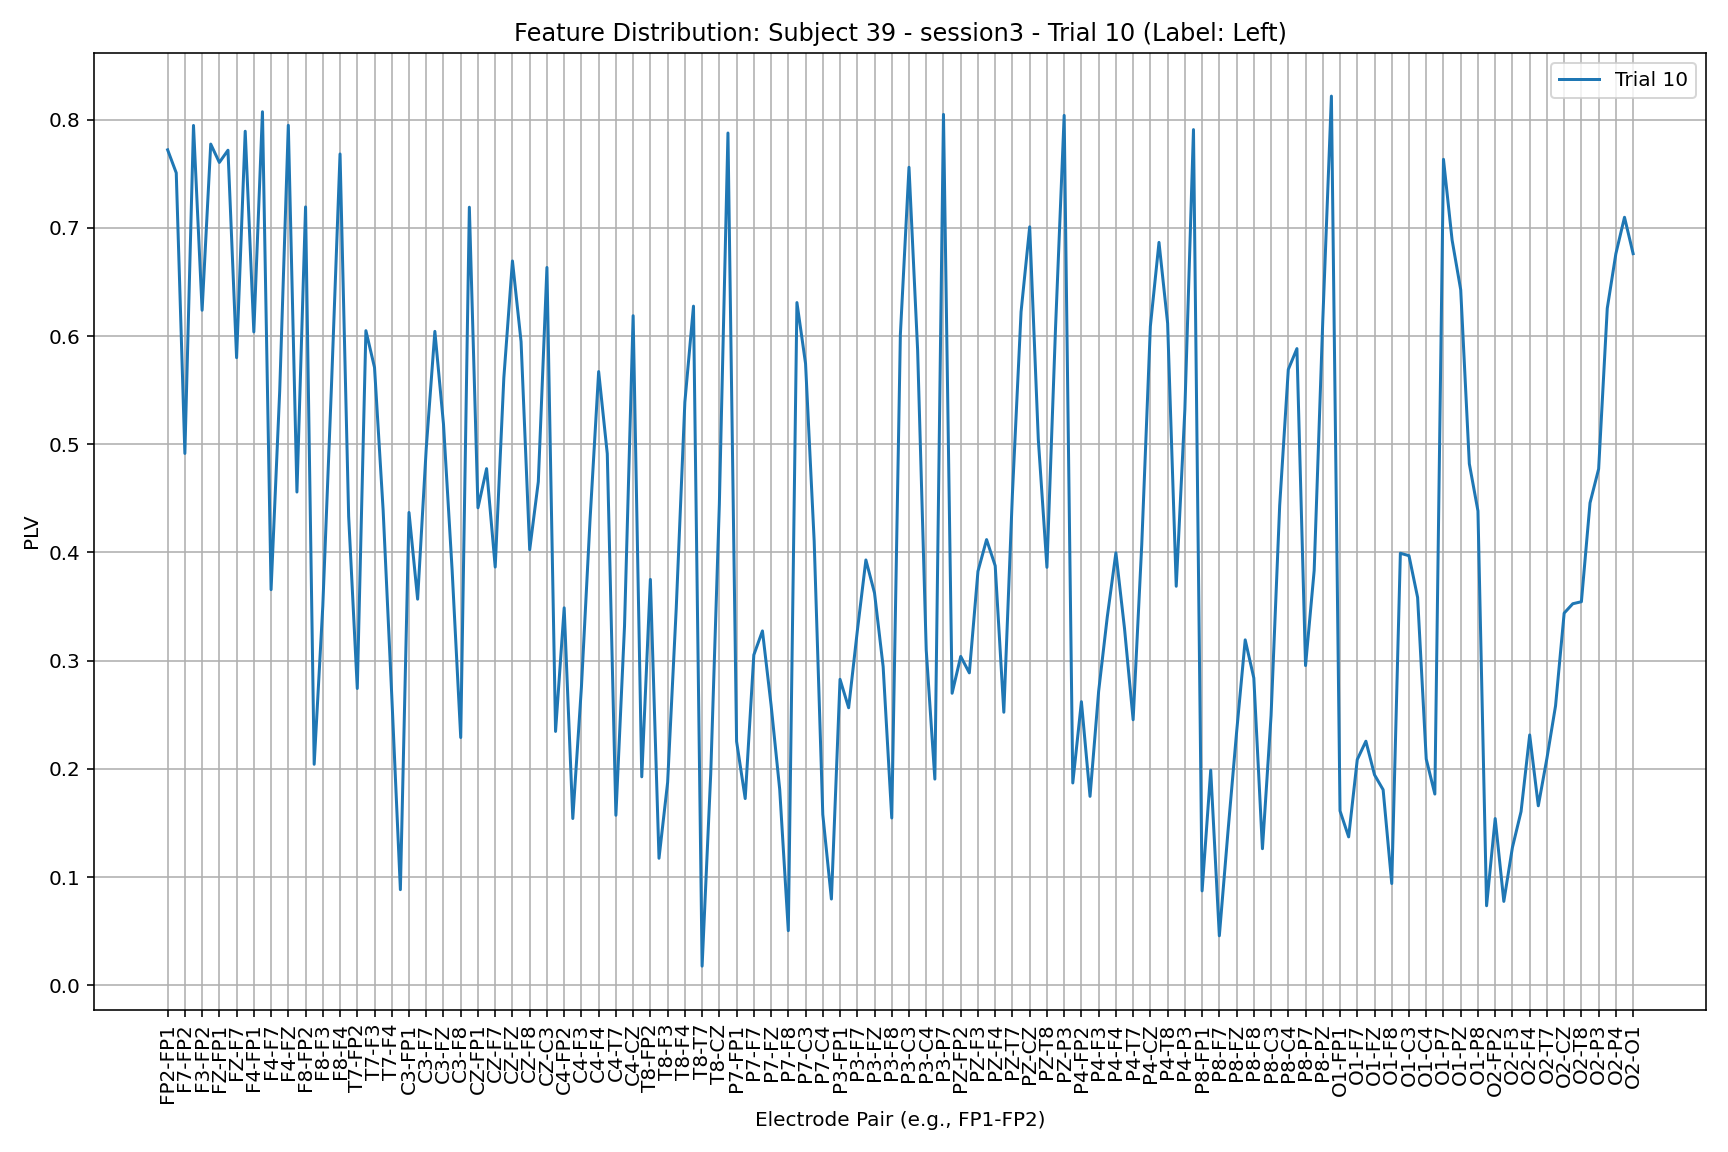 Feature Distribution: Subject 39 - session3 - Trial 10 (Label: Left)
Trial 10
PLV
0.8
0.7
0.6
0.5
0.4
0.3
0.2
0.1
0.0
FP2-FP1
F7-FP2
F3-FP2
FZ-FP1
FZ-F7
F4-FP1
F4-F7
F4-FZ
F8-FP2
F8-F3
F8-F4
T7-FP2
T7-F3
T7-F4
C3-FP1
C3-F7
C3-FZ
C3-F8
CZ-FP1
CZ-F7
CZ-FZ
CZ-F8
CZ-C3
C4-FP2
C4-F3
C4-F4
C4-T7
C4-CZ
T8-FP2
T8-F3
T8-F4
T8-T7
T8-CZ
P7-FP1
P7-F7
P7-FZ
P7-F8
P7-C3
P7-C4
P3-FP1
P3-F7
P3-FZ
P3-F8
P3-C3
P3-C4
P3-P7
PZ-FP2
PZ-F3
PZ-F4
PZ-T7
PZ-CZ
PZ-T8
PZ-P3
P4-FP2
P4-F3
P4-F4
P4-T7
P4-CZ
P4-T8
P4-P3
P8-FP1
P8-F7
P8-FZ
P8-F8
P8-C3
P8-C4
P8-P7
P8-PZ
O1-FP1
O1-F7
O1-FZ
O1-F8
O1-C3
O1-C4
O1-P7
O1-PZ
O1-P8
O2-FP2
O2-F3
O2-F4
O2-T7
O2-CZ
O2-T8
O2-P3
O2-P4
O2-O1
Electrode Pair (e.g., FP1-FP2)